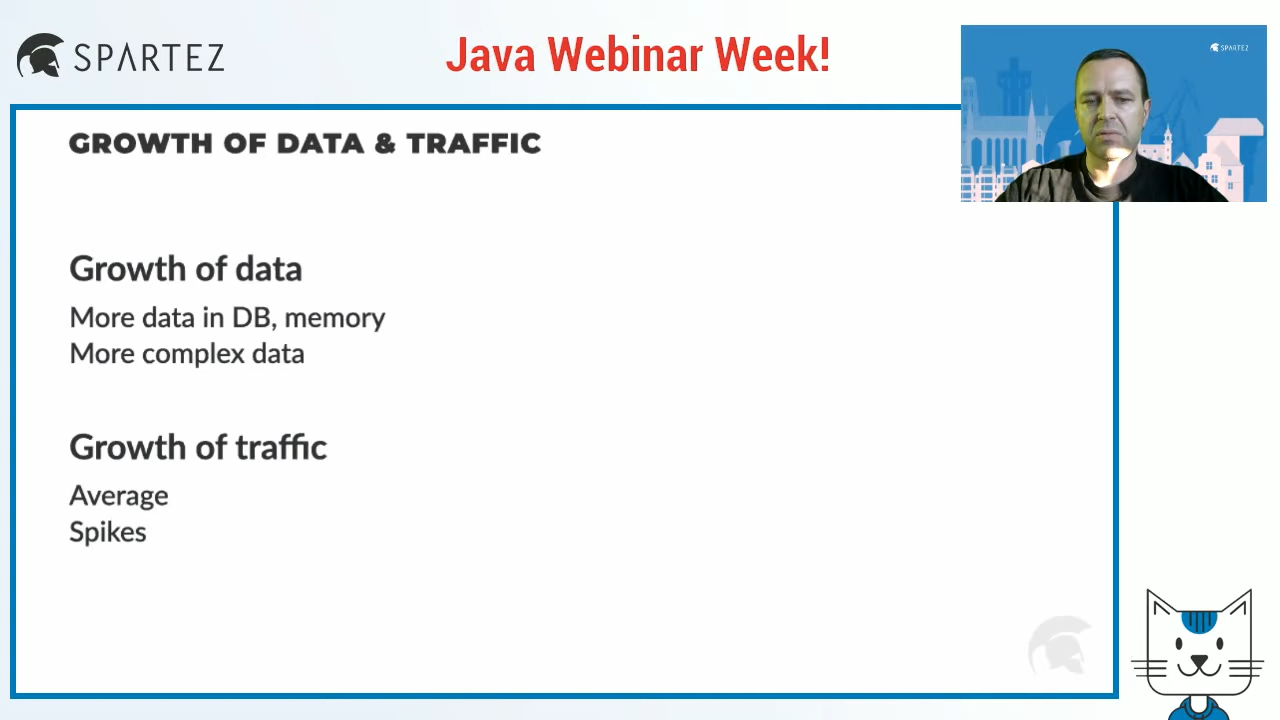 SPARTEZ
Java Webinar Week!
SPARTEZ
GROWTH OF DATA & TRAFFIC
Growth of data
More data in DB, memory
More complex data
Growth of traffic
Average
Spikes